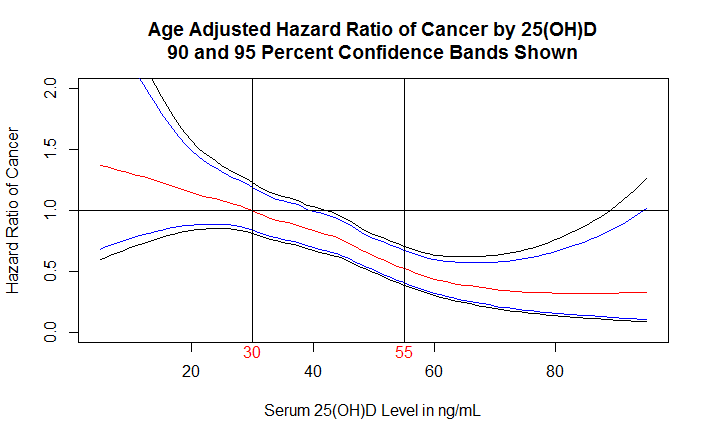 Age Adjusted Hazard Ratio of Cancer by 25(OH)D
90 and 95 Percent Confidence Bands Shown
Hazard Ratio of Cancer
2.0
1.5
1.0
0.5
0.0
30
55
20
40
60
80
Serum 25(OH)D Level in ng/mL